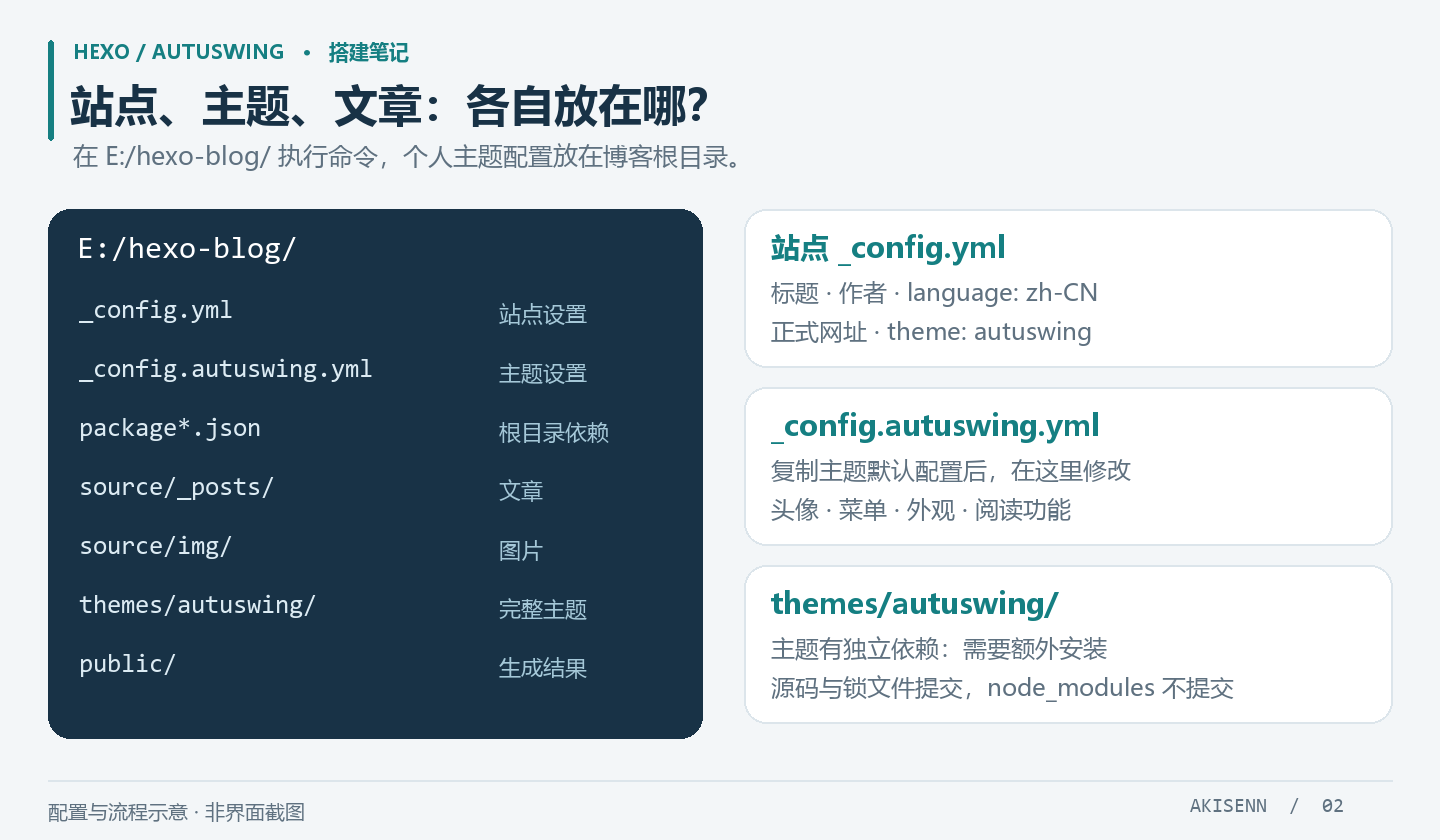 HEXO / AUTUSWING • 搭建笔记
站点、主题、文章：各自放在哪？
在 E:/hexo-blog/ 执行命令，个人主题配置放在博客根目录。
E:/hexo-blog/
_config.yml 站点设置
_config.autuswing.yml 主题设置
package*.json 根目录依赖
source/_posts/ 文章
source/img/ 图片
themes/autuswing/ 完整主题
public/ 生成结果
站点 _config.yml
标题 · 作者 · language: zh-CN
正式网址 · theme: autuswing
_config.autuswing.yml
复制主题默认配置后，在这里修改
头像 · 菜单 · 外观 · 阅读功能
themes/autuswing/
主题有独立依赖：需要额外安装
源码与锁文件提交，node_modules 不提交
配置与流程示意 · 非界面截图
AKISENN / 02